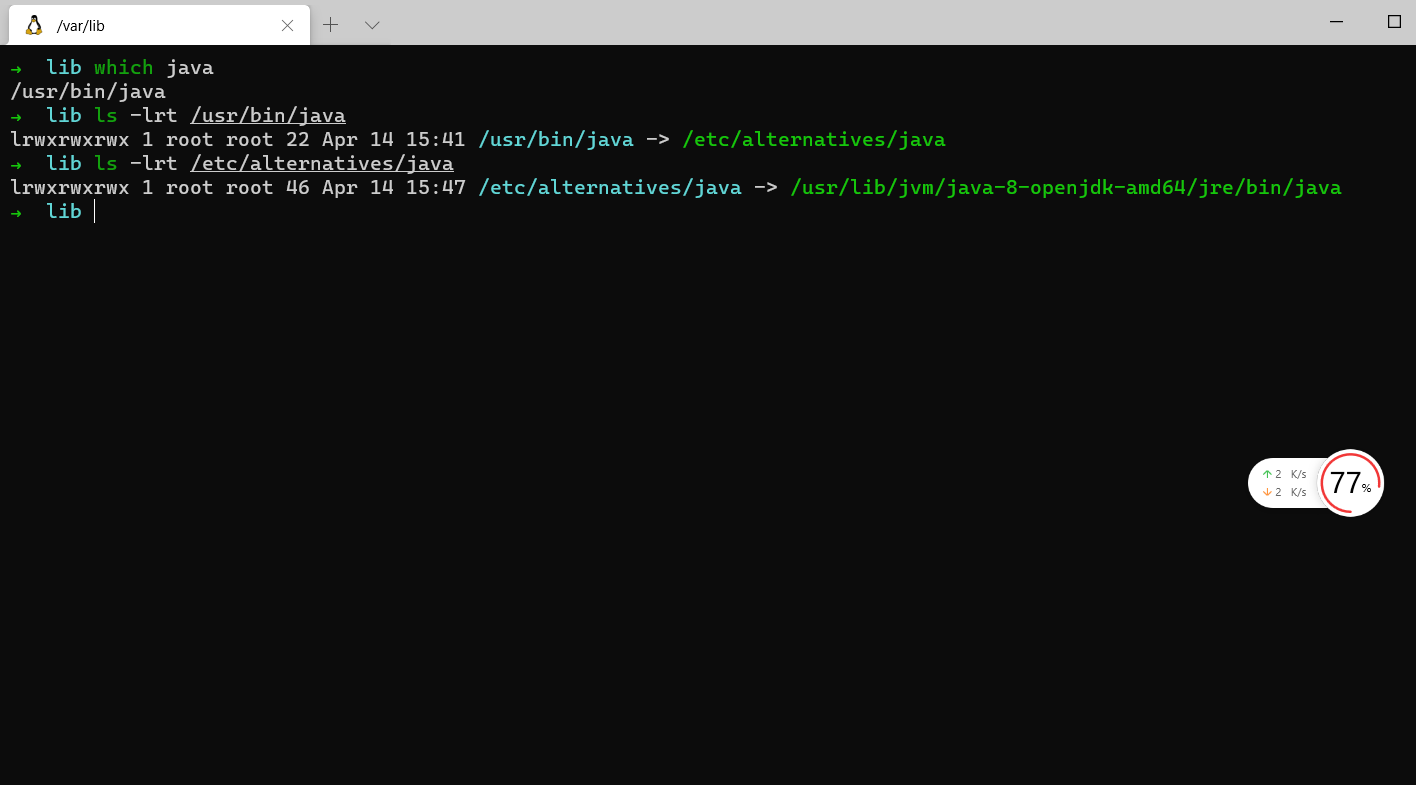 /var/lib
→ lib which java
/usr/bin/java
→ lib ls -lrt /usr/bin/java
lrwxrwxrwx 1 root root 22 Apr 14 15:41 /usr/bin/java -> /etc/alternatives/java
→ lib ls -lrt /etc/alternatives/java
lrwxrwxrwx 1 root root 46 Apr 14 15:47 /etc/alternatives/java -> /usr/lib/jvm/java-8-openjdk-amd64/jre/bin/java
→ lib
↑ 2 K/s
↓ 2 K/s
77%